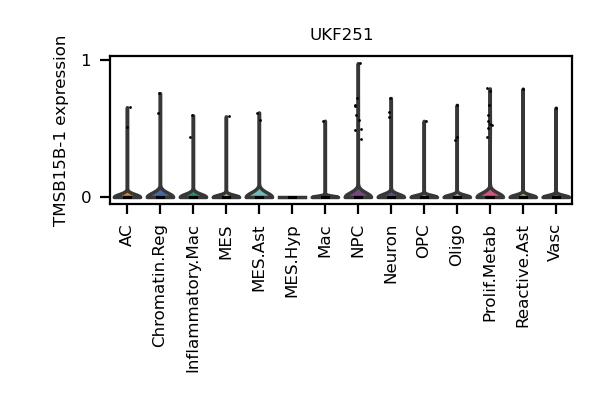 UKF251
TMSB15B-1 expression
1
0
AC
Chromatin.Reg
Inflammatory.Mac
MES
MES.Ast
MES.Hyp
Mac
NPC
Neuron
OPC
Oligo
Prolif.Metab
Reactive.Ast
Vasc